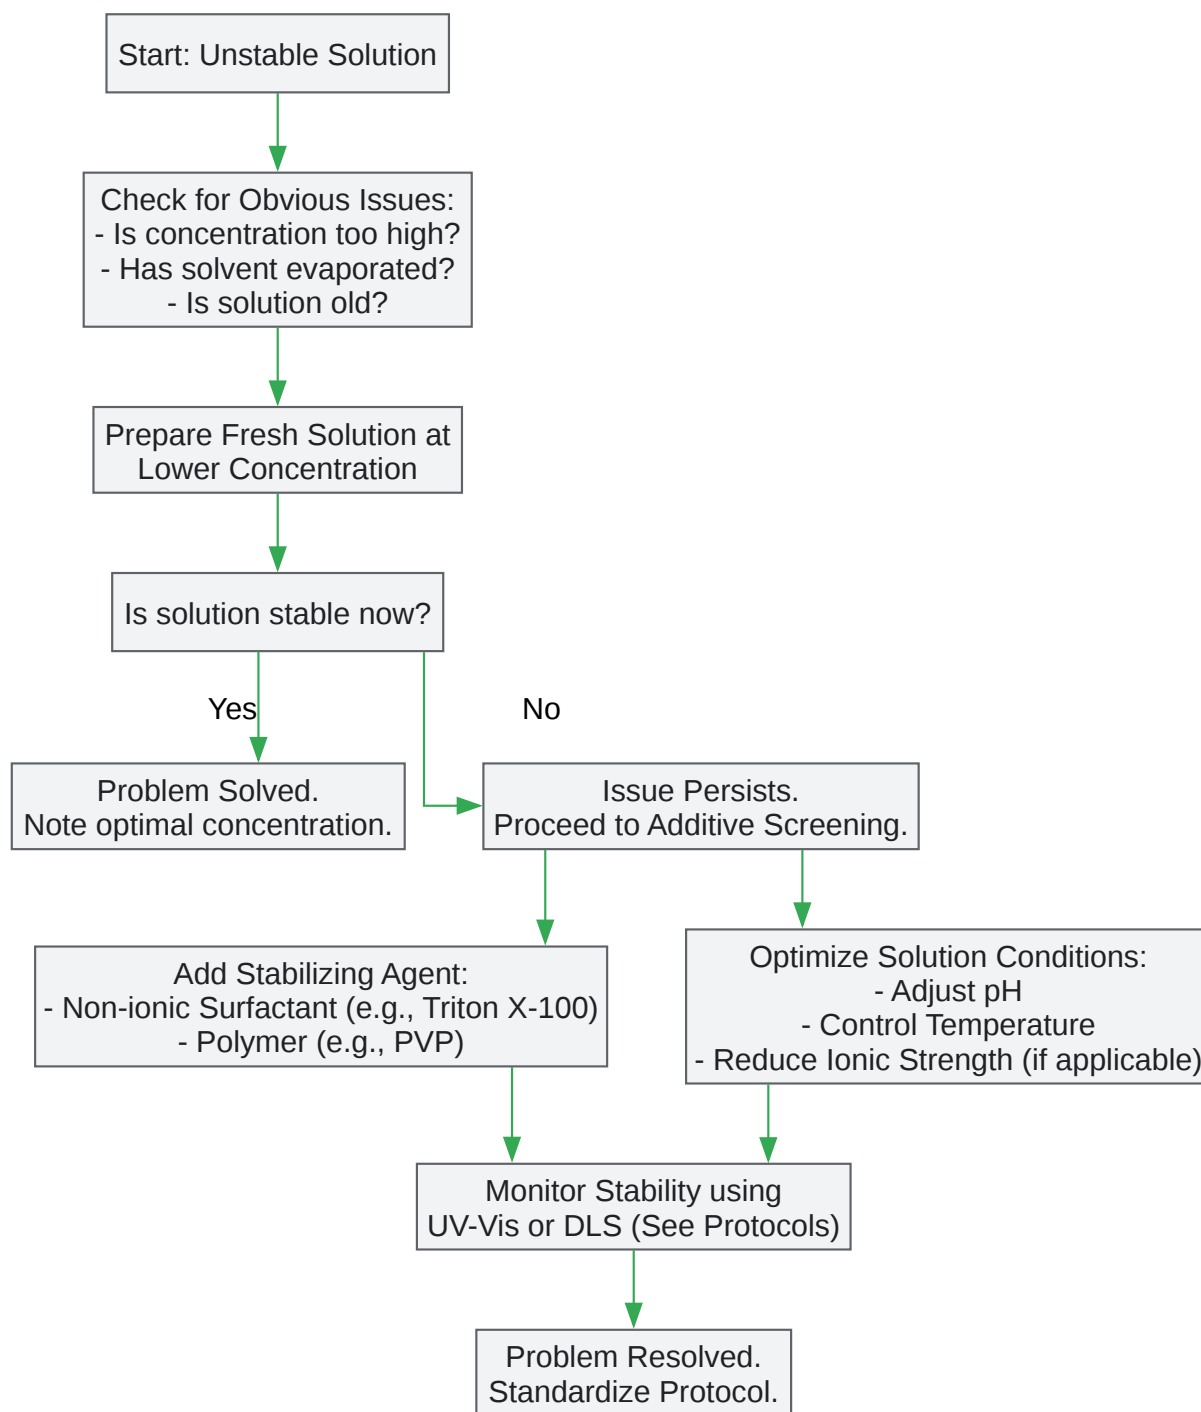 Start: Unstable Solution
Check for Obvious Issues:
- Is concentration too high?
- Has solvent evaporated?
- Is solution old?
Prepare Fresh Solution at
Lower Concentration
Is solution stable now?
Yes
No
Problem Solved.
Note optimal concentration.
Issue Persists.
Proceed to Additive Screening.
Add Stabilizing Agent:
- Non-ionic Surfactant (e.g., Triton X-100)
- Polymer (e.g., PVP)
Optimize Solution Conditions:
- Adjust pH
- Control Temperature
- Reduce Ionic Strength (if applicable)
Monitor Stability using
UV-Vis or DLS (See Protocols)
Problem Resolved.
Standardize Protocol.